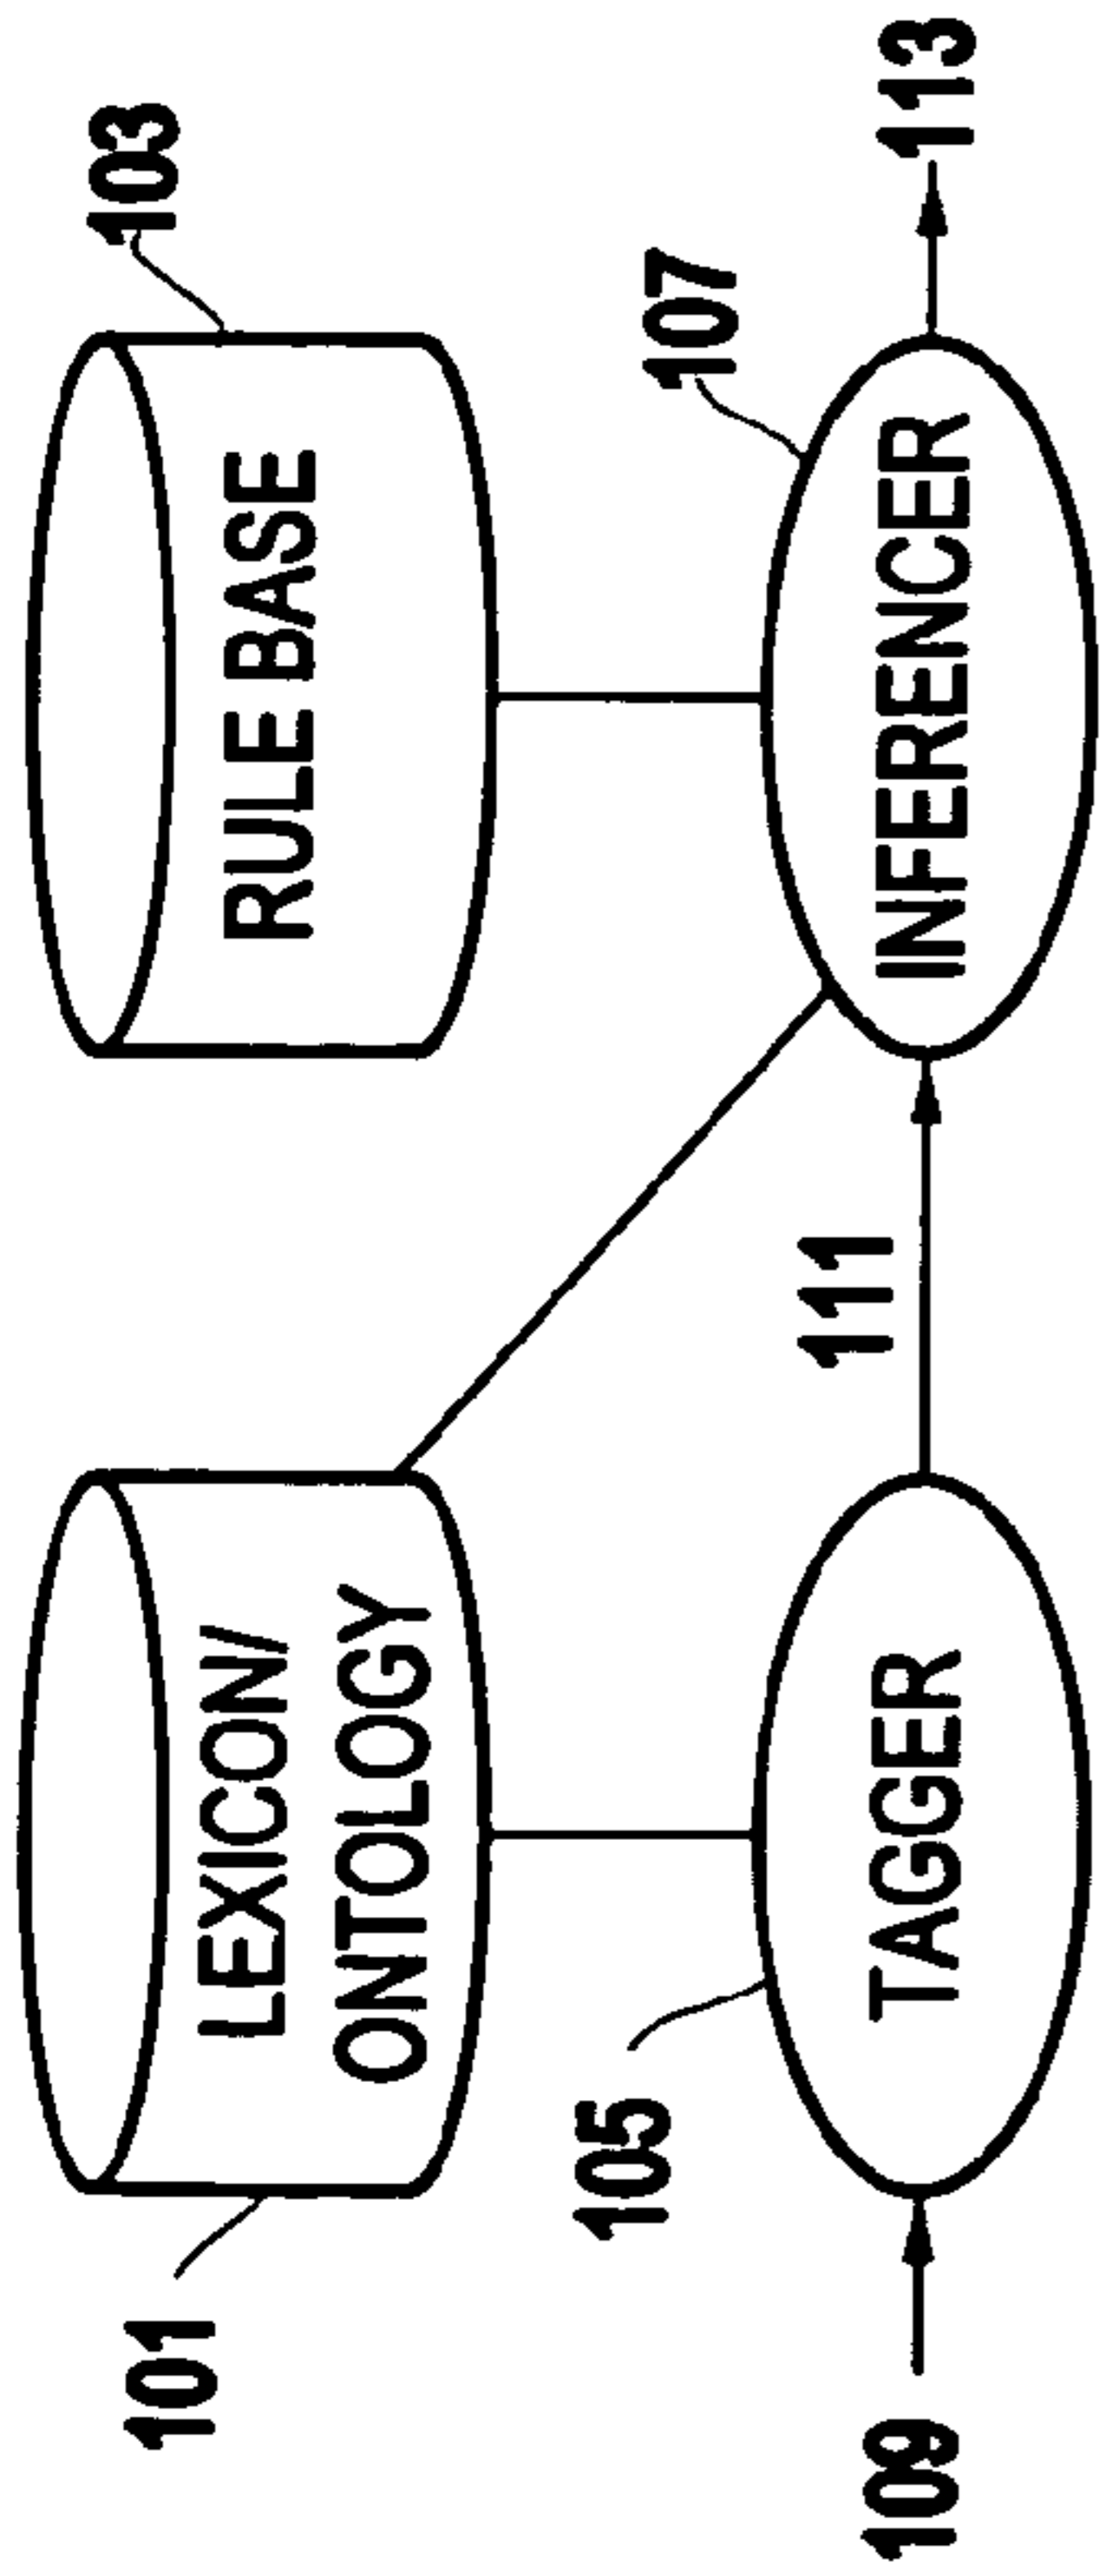 101
LEXICON/
ONTOLOGY
RULE BASE
103
105
107
109
TAGGER
111
INFERENCER
113